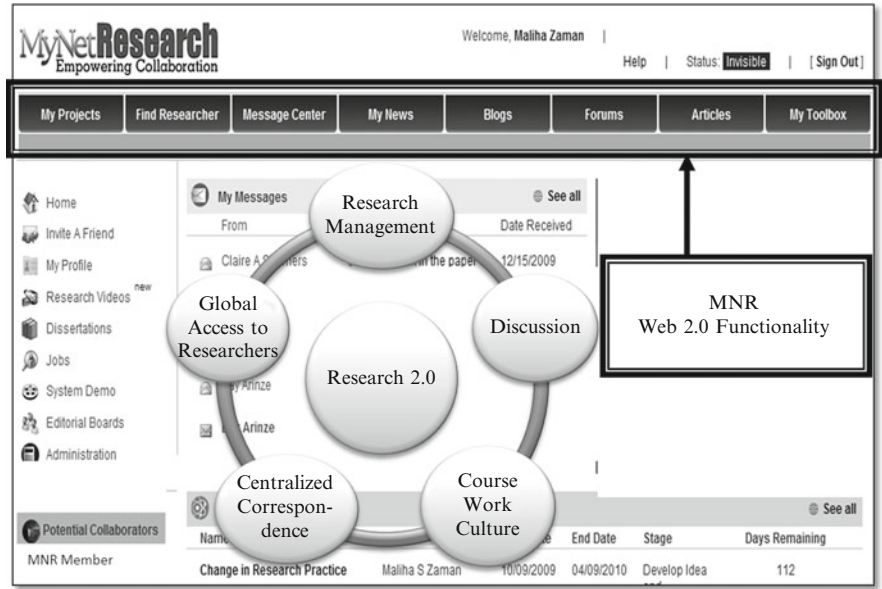 MyNetResearch
Empowering Collaboration
Welcome, Maliha Zaman |
Help | Status: Invisible | [ Sign Out ]
My Projects Find Researcher Message Center My News Blogs Forums Articles My Toolbox
Home
Invite A Friend
My Profile
Research Videos new
Dissertations
Jobs
System Demo
Editorial Boards
Administration
Potential Collaborators
MNR Member
My Messages See all
From Date Received
Claire A the paper 12/15/2009
Arinze
Arinze
Research
Management
Global
Access to
Researchers
Discussion
Research 2.0
Centralized
Correspon-
dence
Course
Work
Culture
MNR
Web 2.0 Functionality
See all
End Date Stage Days Remaining
Change in Research Practice Maliha S Zaman 10/09/2009 04/09/2010 Develop Idea 112